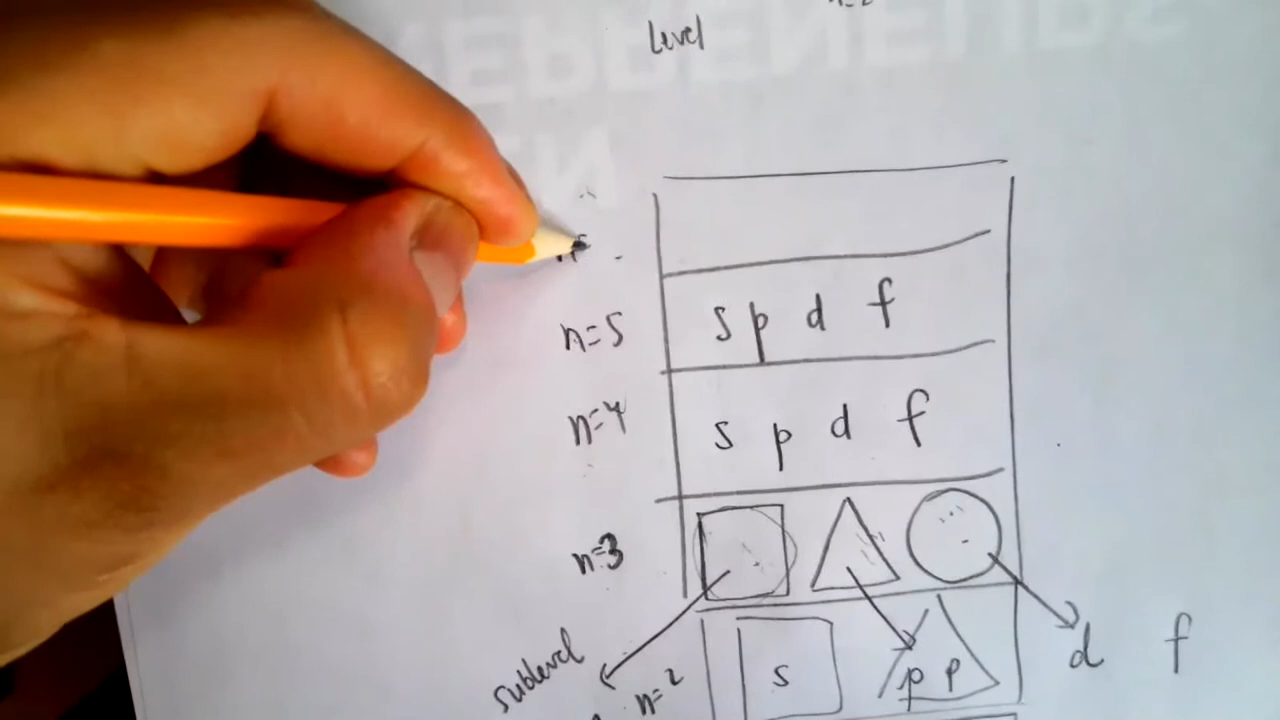 Level
n=5 s p d f
n=4 s p d f
n=3
sublevel
n=2 s p p d f